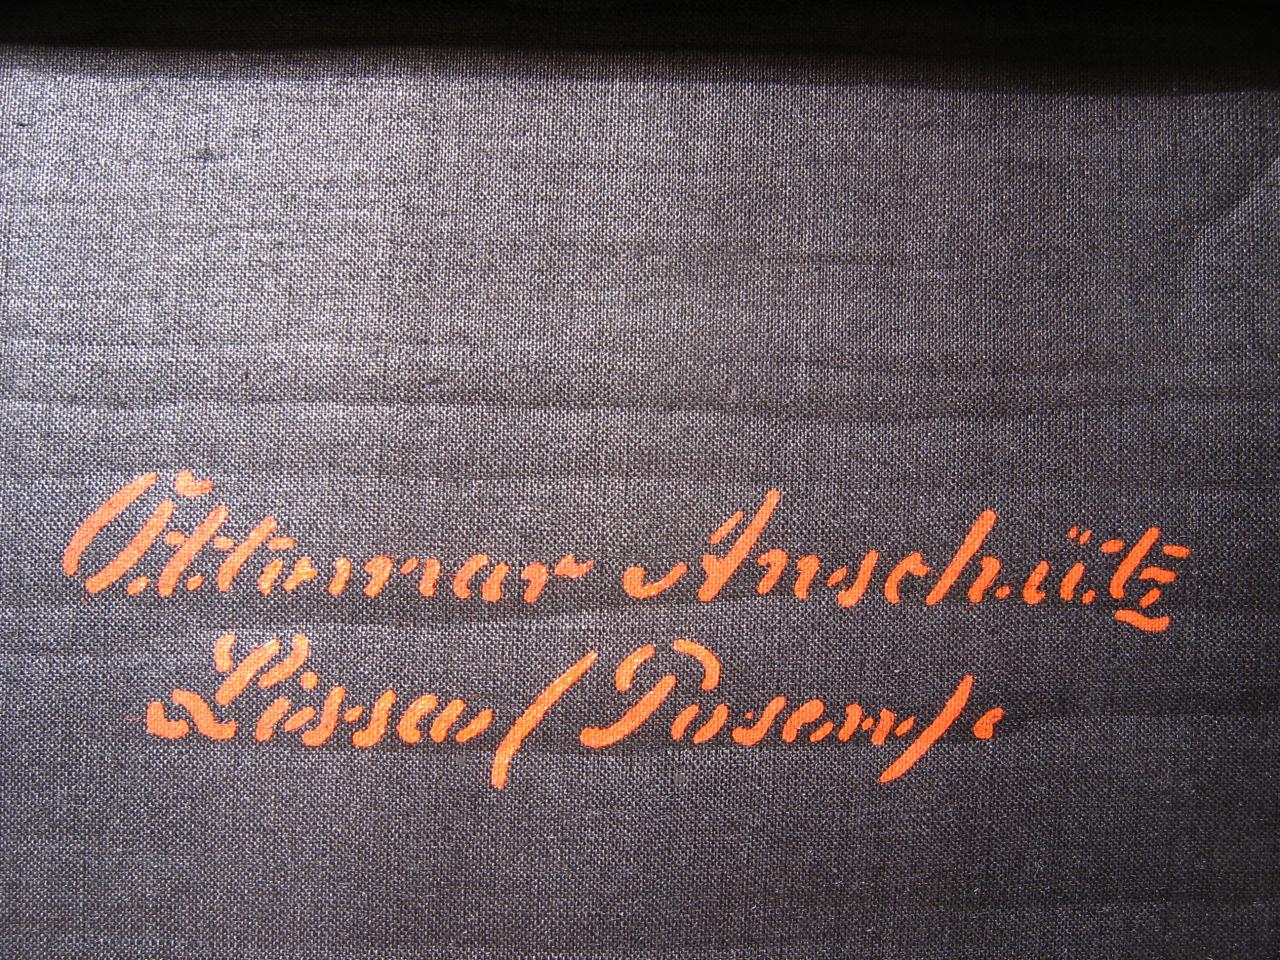 Ottomar Anschütz
Lissa (Posen).